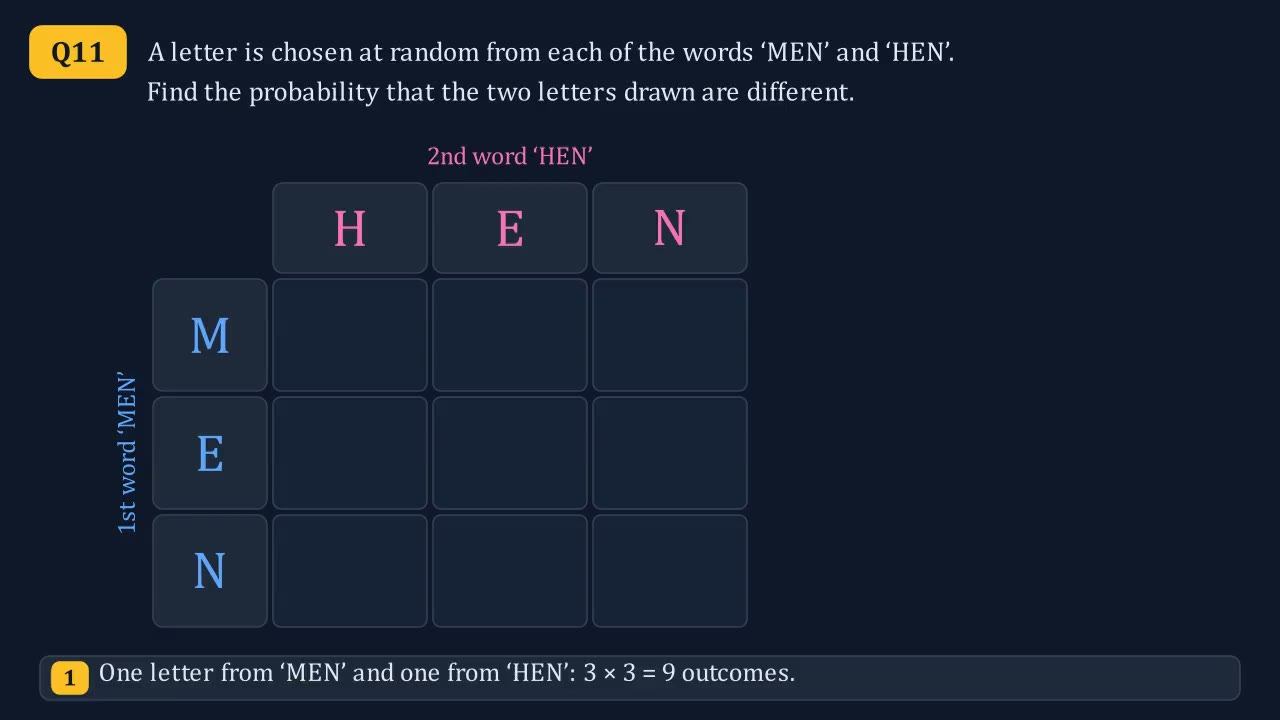 Q11
A letter is chosen at random from each of the words ‘MEN’ and ‘HEN’.
Find the probability that the two letters drawn are different.
2nd word ‘HEN’
H E N
1st word ‘MEN’
M
E
N
1 One letter from ‘MEN’ and one from ‘HEN’: 3 × 3 = 9 outcomes.